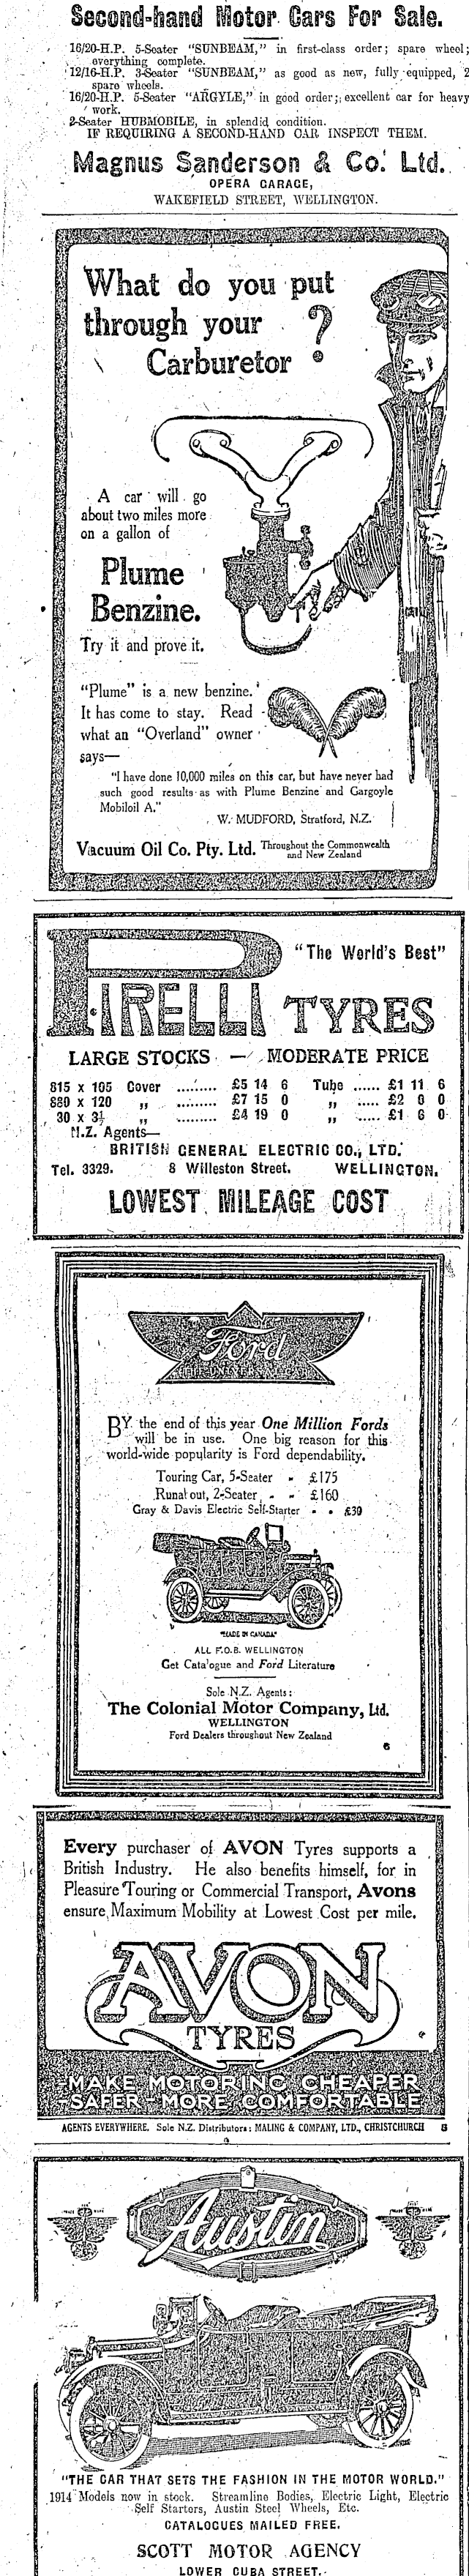 Second-hand Motor Cars For Sale.
16/20-H.P. 5-Seater "SUNBEAM," in first-class order; spare wheel;
everything complete.
12/16-H.P. 3-Seater "SUNBEAM," as good as new, fully equipped, 2
spare wheels.
16/20-H.P. 5-Seater "ARGYLE," in good order; excellent car for heavy
work.
2-Seater HUBMOBILE, in splendid condition.
IF REQUIRING A SECOND-HAND CAR INSPECT THEM.
Magnus Sanderson & Co. Ltd.
OPERA GARAGE,
WAKEFIELD STREET, WELLINGTON.
What do you put
through your
Carburetor ?
A car will go
about two miles more
on a gallon of
Plume
Benzine.
Try it and prove it.
"Plume" is a new benzine.
It has come to stay. Read
what an "Overland" owner
says—
"I have done 10,000 miles on this car, but have never had
such good results as with Plume Benzine and Gargoyle
Mobiloil A."
W. MUDFORD, Stratford, N.Z.
Vacuum Oil Co. Pty. Ltd. Throughout the Commonwealth
and New Zealand
"The World's Best"
PIRELLI TYRES
LARGE STOCKS — MODERATE PRICE
815 x 105 Cover ......... £5 14 6 Tube ...... £1 11 6
820 x 120 „ ......... £7 15 0 „ ..... £2 0 0
30 x 3½ „ ......... £4 19 0 „ ..... £1 6 0
N.Z. Agents—
BRITISH GENERAL ELECTRIC CO., LTD.
Tel. 3329. 8 Willeston Street. WELLINGTON.
LOWEST MILEAGE COST
Ford
THE UNIVERSAL CAR
BY the end of this year One Million Fords
will be in use. One big reason for this
world-wide popularity is Ford dependability.
Touring Car, 5-Seater - £175
Runabout, 2-Seater - - £160
Gray & Davis Electric Self-Starter - - £30
"MADE IN CANADA"
ALL F.O.B. WELLINGTON
Get Catalogue and Ford Literature
Sole N.Z. Agents:
The Colonial Motor Company, Ltd.
WELLINGTON
Ford Dealers throughout New Zealand
6
Every purchaser of AVON Tyres supports a
British Industry. He also benefits himself, for in
Pleasure Touring or Commercial Transport, Avons
ensure Maximum Mobility at Lowest Cost per mile.
AVON
TYRES
MAKE MOTORING CHEAPER
-SAFER-MORE COMFORTABLE
AGENTS EVERYWHERE. Sole N.Z. Distributors: MALING & COMPANY, LTD., CHRISTCHURCH 8
Austin
"THE CAR THAT SETS THE FASHION IN THE MOTOR WORLD."
1914 Models now in stock. Streamline Bodies, Electric Light, Electric
Self Startors, Austin Steel Wheels, Etc.
CATALOGUES MAILED FREE.
SCOTT MOTOR AGENCY
LOWER CUBA STREET.